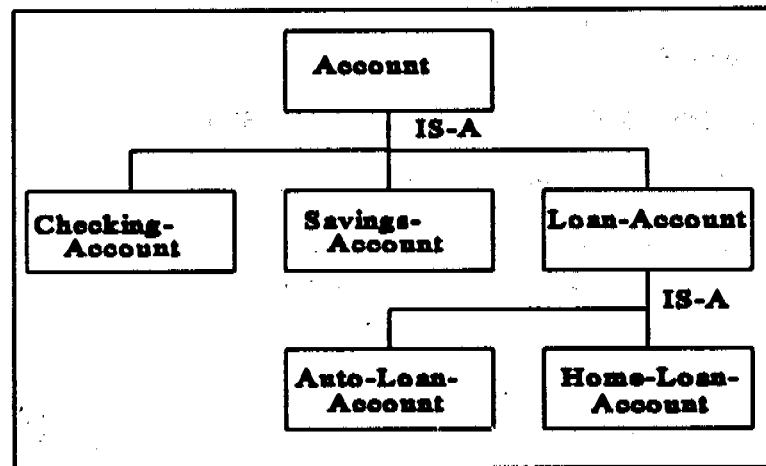 Account
IS-A
Checking-
Account
Savings-
Account
Loan-Account
IS-A
Auto-Loan-
Account
Home-Loan-
Account